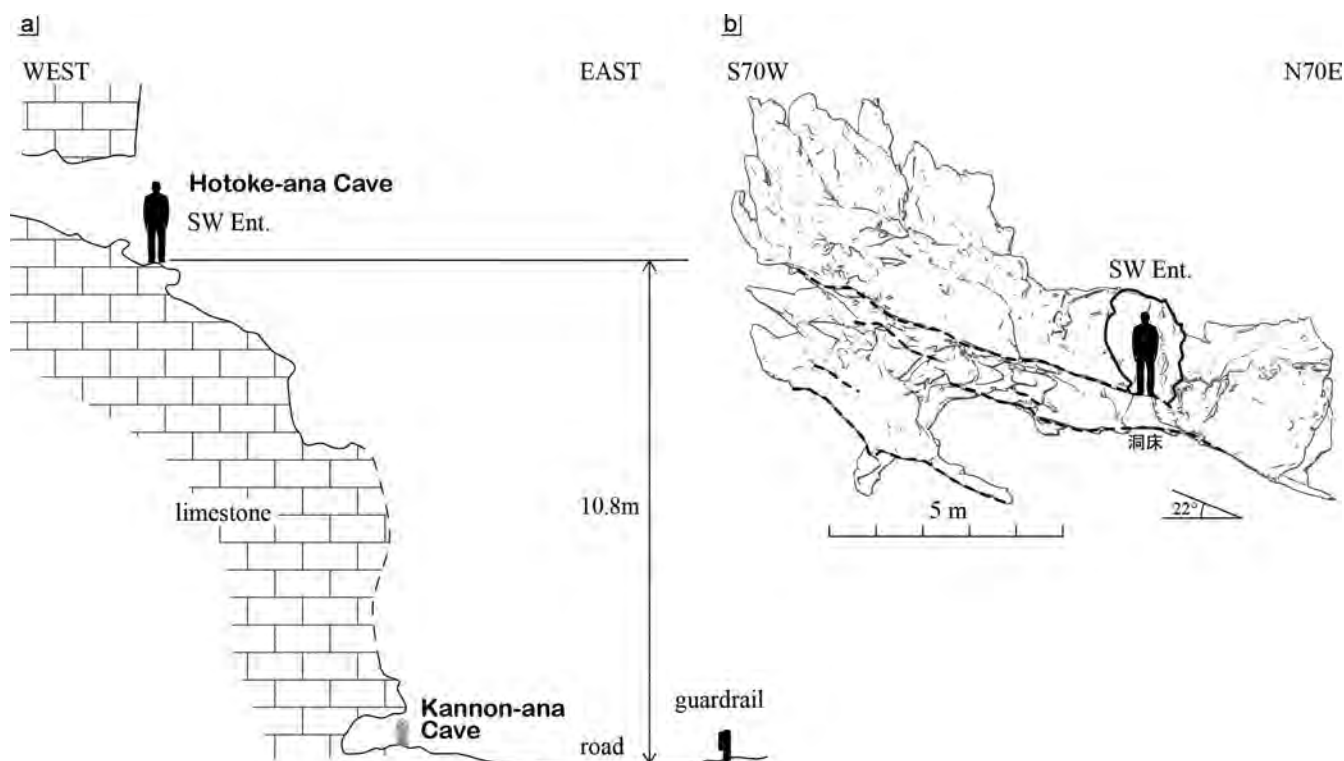 a
WEST
EAST
Hotoke-ana Cave
SW Ent.
limestone
10.8m
Kannon-ana
Cave
guardrail
road
b
S70W
N70E
SW Ent.
洞床
5 m
22°